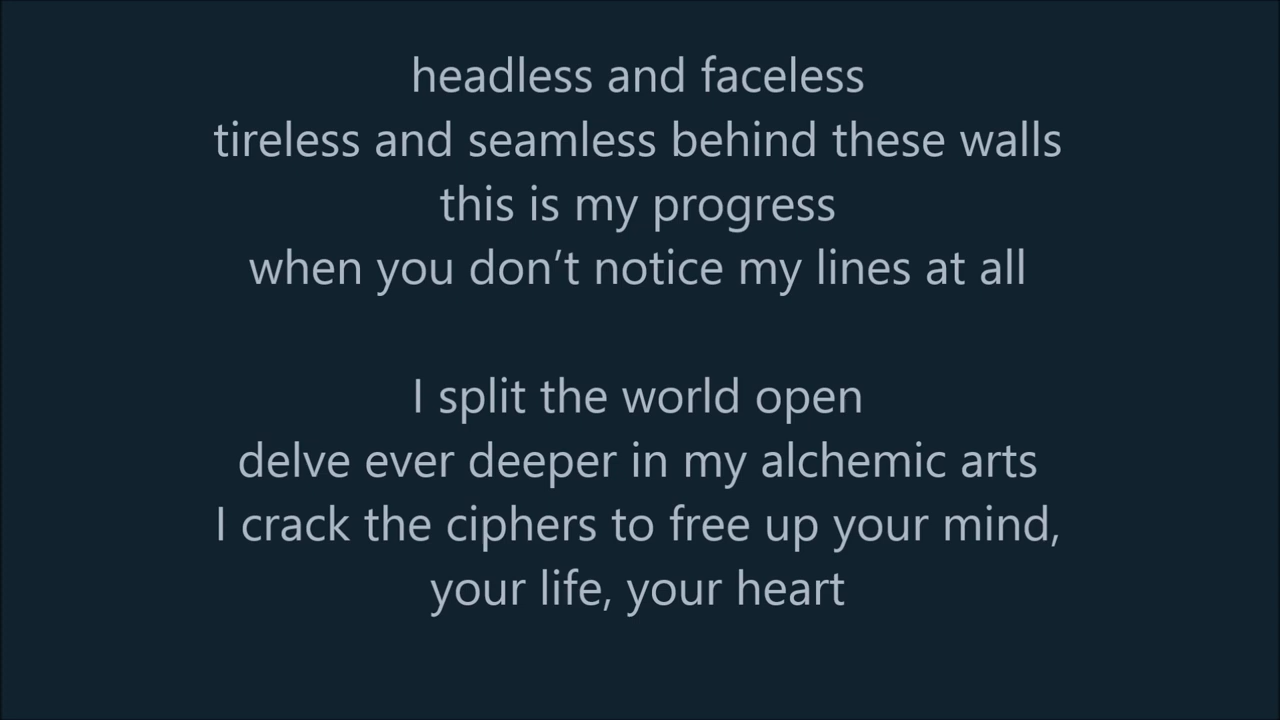 headless and faceless
tireless and seamless behind these walls
this is my progress
when you don’t notice my lines at all
I split the world open
delve ever deeper in my alchemic arts
I crack the ciphers to free up your mind,
your life, your heart